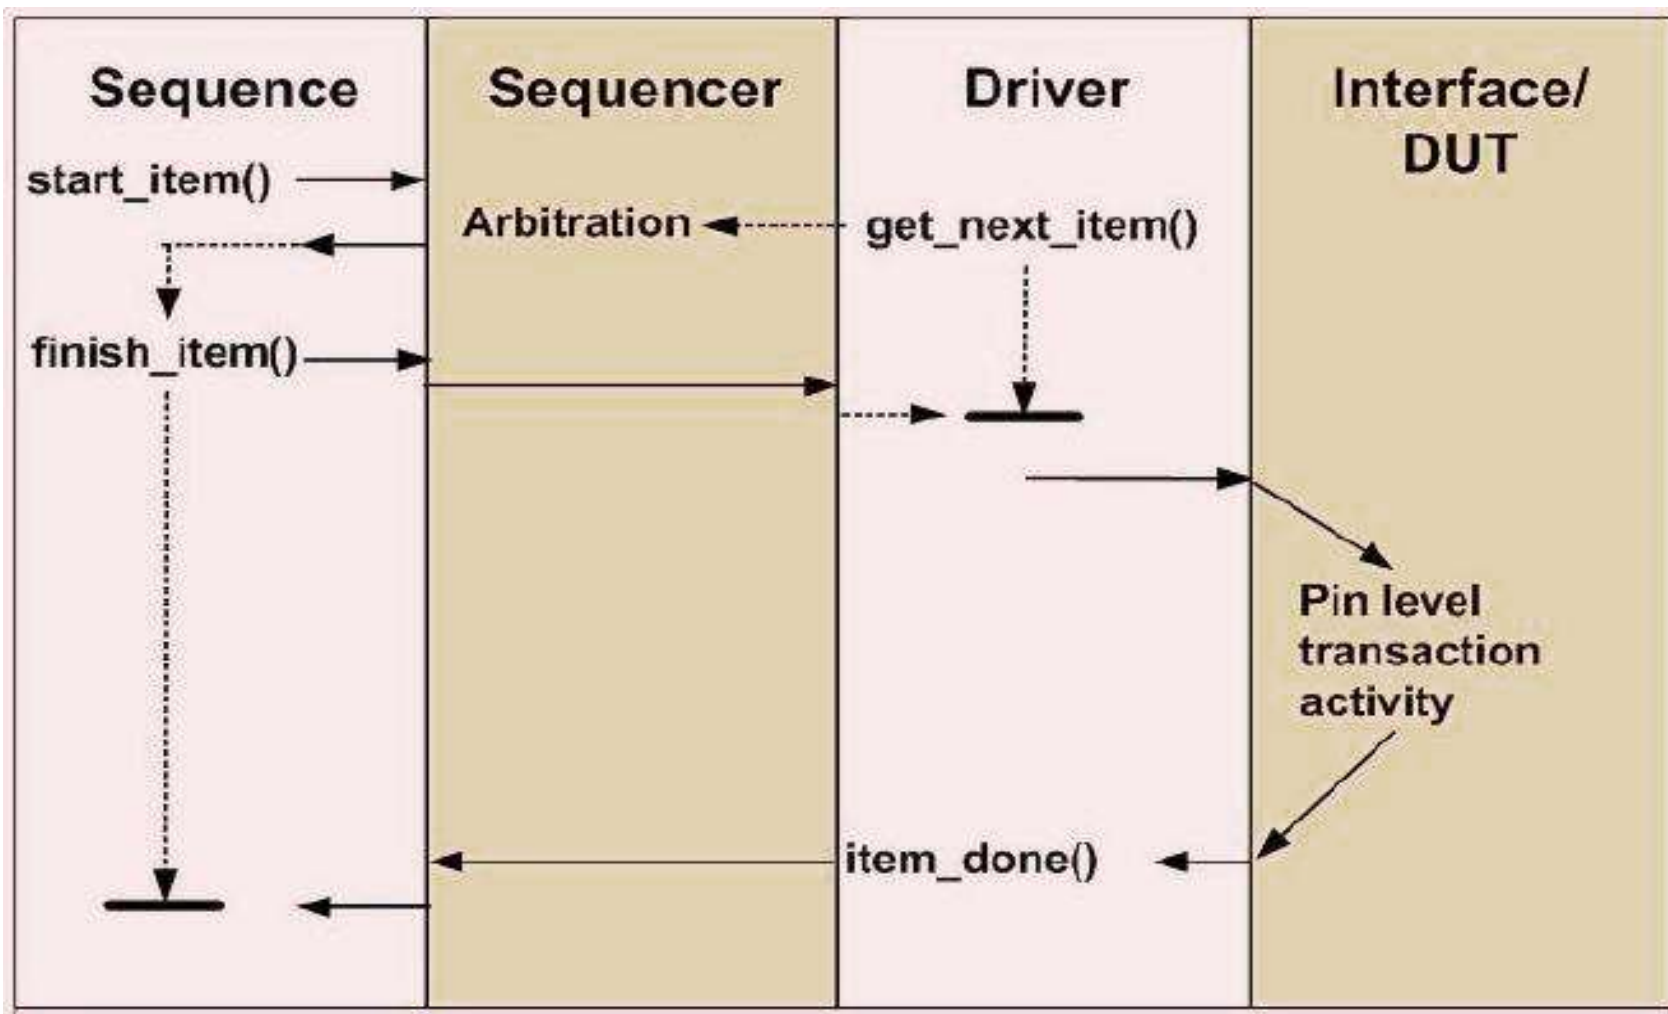 Sequence
Sequencer
Driver
Interface/
DUT
start_item()
Arbitration
get_next_item()
finish_item()
Pin level
transaction
activity
item_done()